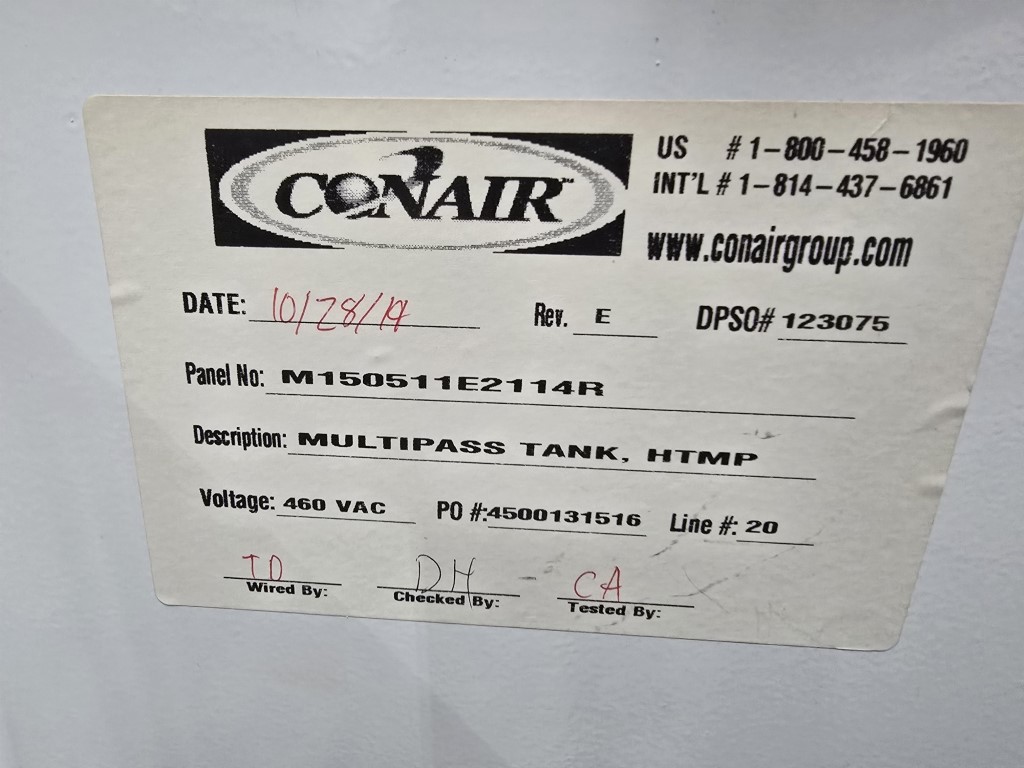 CONAIR™
US # 1-800-458-1960
INT'L # 1-814-437-6861
www.conairgroup.com
DATE: 10/28/14 Rev. E DPSO# 123075
Panel No: M150511E2114R
Description: MULTIPASS TANK, HTMP
Voltage: 460 VAC PO #: 4500131516 Line #: 20
TD DH CA
Wired By: Checked By: Tested By: